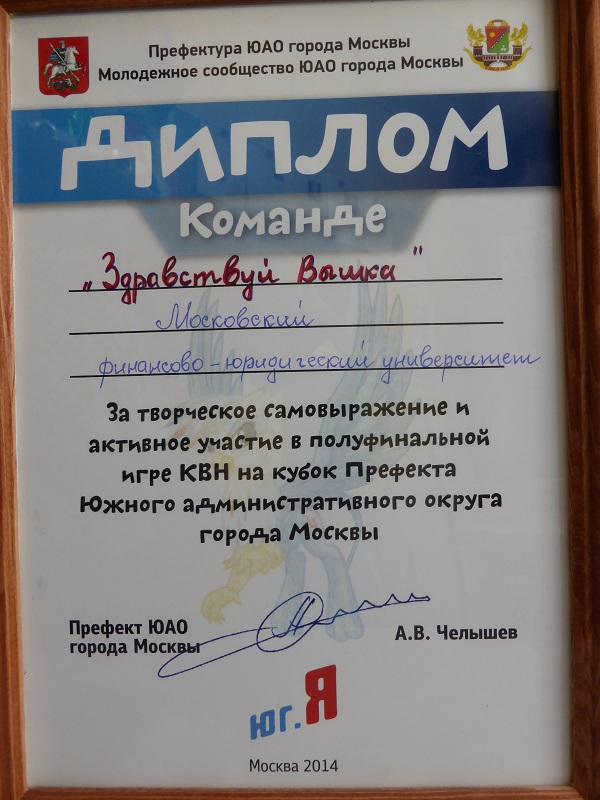 Префектура ЮАО города Москвы
Молодежное сообщество ЮАО города Москвы
Диплом
Команде
„Здравствуй Вышка"
Московский
финансово-юридический университет
За творческое самовыражение и
активное участие в полуфинальной
игре КВН на кубок Префекта
Южного административного округа
города Москвы
Префект ЮАО
города Москвы
А.В. Челышев
юг.Я
Москва 2014